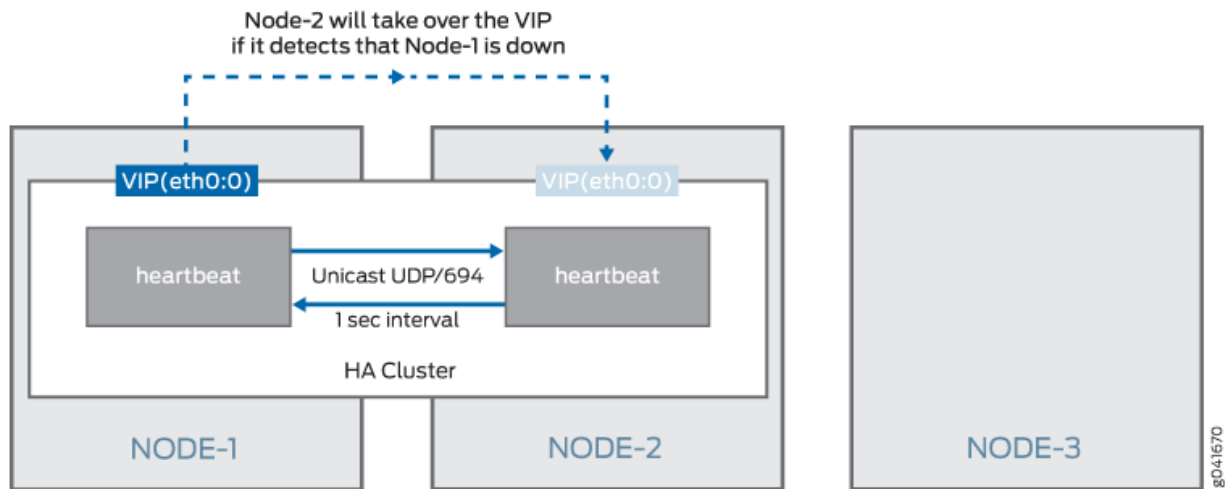 Node-2 will take over the VIP
if it detects that Node-1 is down
VIP(eth0:0)
VIP(eth0:0)
heartbeat
Unicast UDP/694
heartbeat
1 sec interval
HA Cluster
NODE-1
NODE-2
NODE-3
g041670